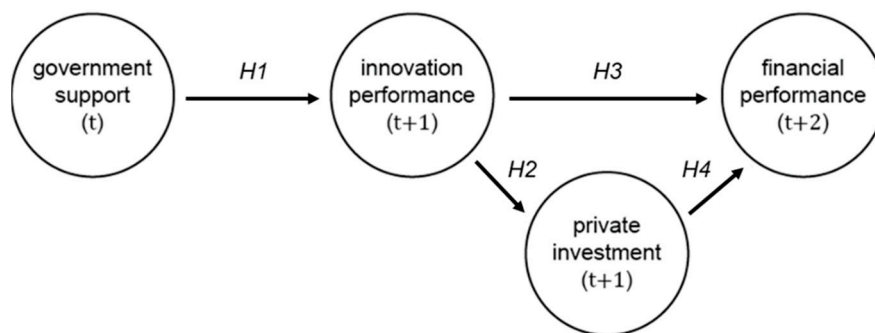 government
support
(t)
H1
innovation
performance
(t+1)
H3
financial
performance
(t+2)
H2
H4
private
investment
(t+1)